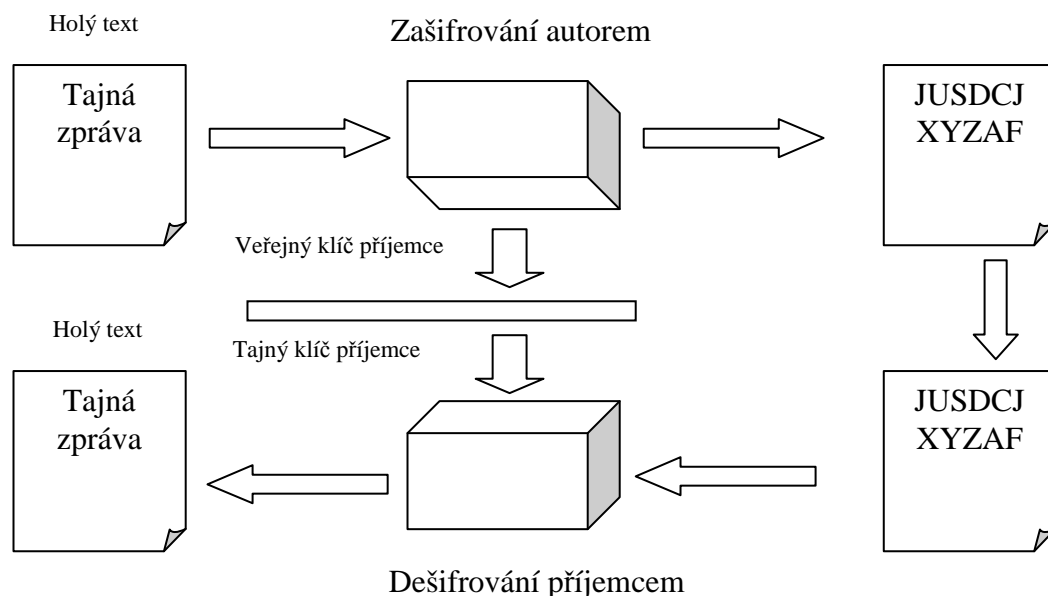 Holý text
Zašifrování autorem
Tajná
zpráva
JUSDCJ
XYZAF
Veřejný klíč příjemce
Holý text
Tajný klíč příjemce
Tajná
zpráva
JUSDCJ
XYZAF
Dešifrování příjemcem